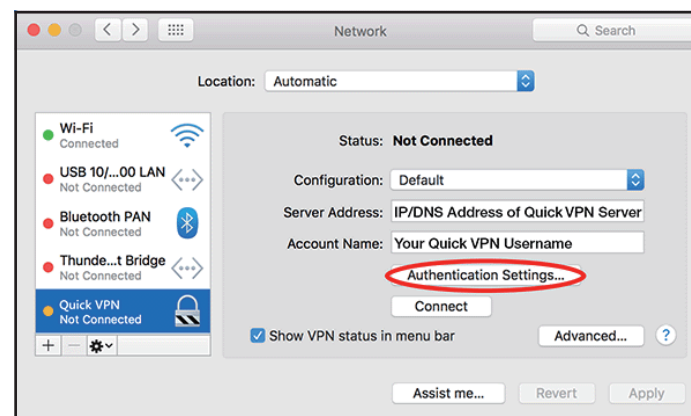 Network
Search
Location: Automatic
Wi-Fi
Connected
USB 10/...00 LAN
Not Connected
Bluetooth PAN
Not Connected
Thunde...t Bridge
Not Connected
Quick VPN
Not Connected
Status: Not Connected
Configuration: Default
Server Address: IP/DNS Address of Quick VPN Server
Account Name: Your Quick VPN Username
Authentication Settings...
Connect
Show VPN status in menu bar
Advanced... ?
Assist me... Revert Apply